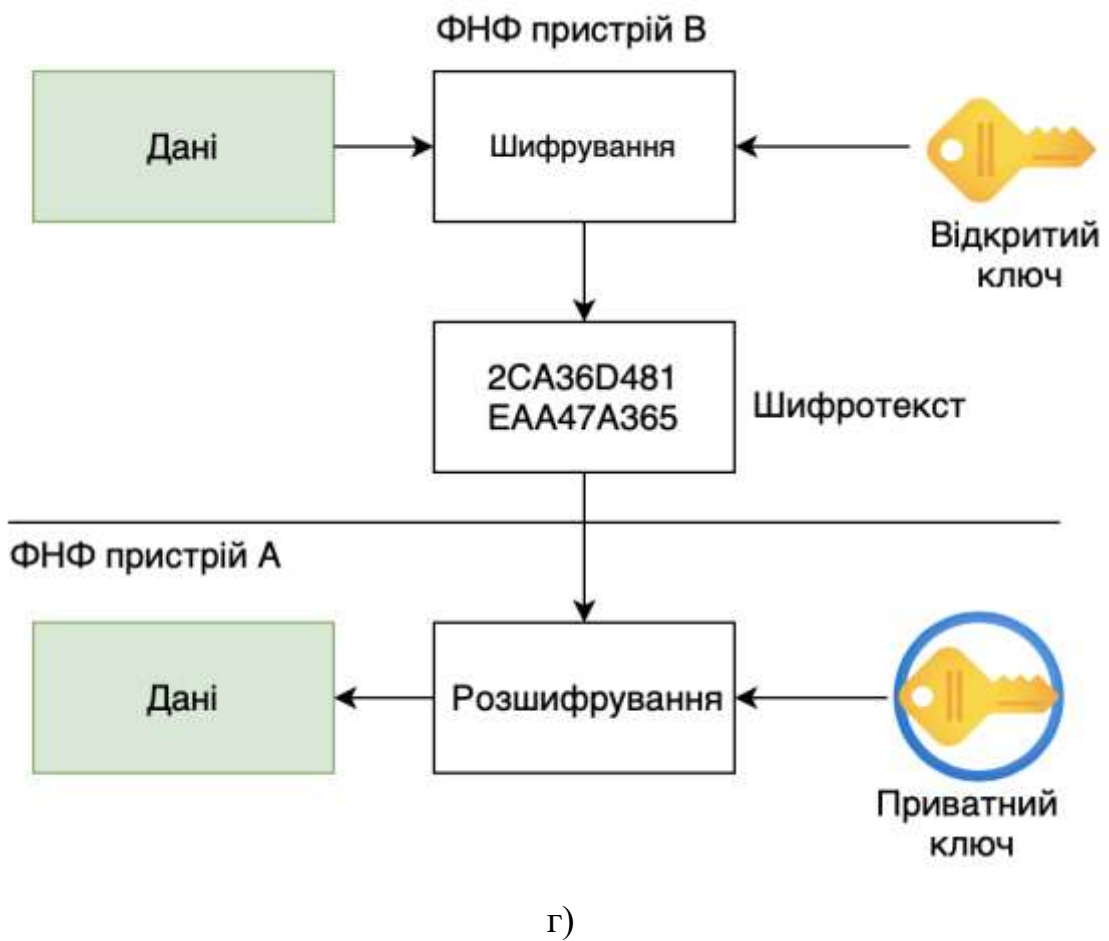 ФНФ пристрій В
Дані
Шифрування
Відкритий
ключ
2CA36D481
EAA47A365
Шифротекст
ФНФ пристрій А
Дані
Розшифрування
Приватний
ключ
г)